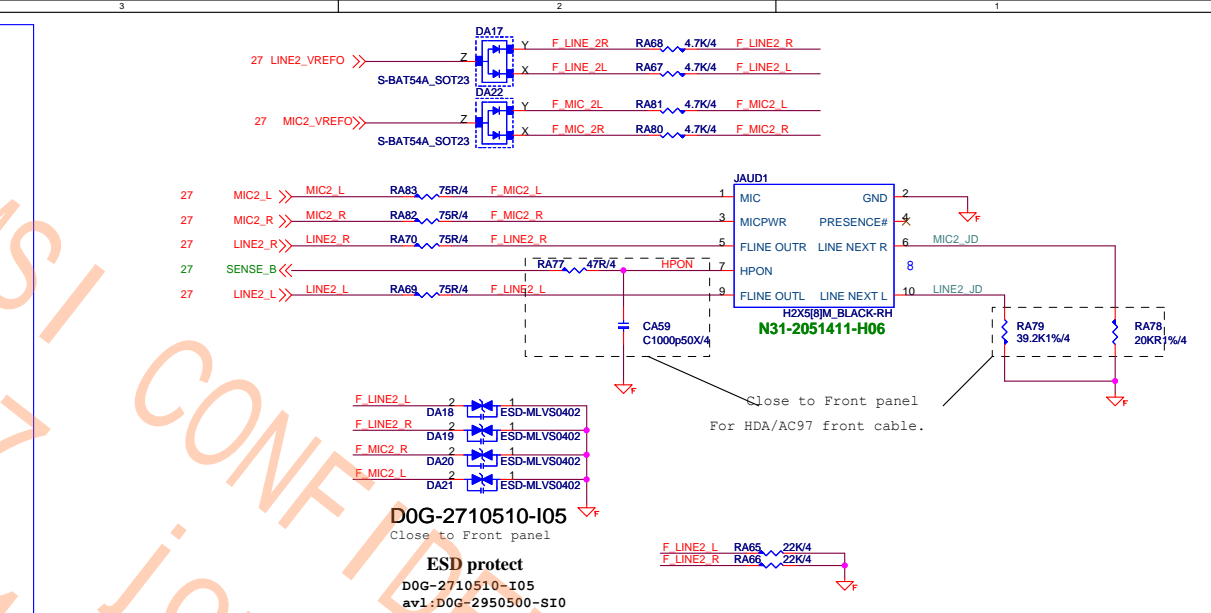 3 2 1
DA17
27 LINE2_VREFO Z Y F_LINE_2R RA68 4.7K/4 F_LINE2_R
X F_LINE_2L RA67 4.7K/4 F_LINE2_L
S-BAT54A_SOT23
DA22
27 MIC2_VREFO Z Y F_MIC_2L RA81 4.7K/4 F_MIC2_L
X F_MIC_2R RA80 4.7K/4 F_MIC2_R
S-BAT54A_SOT23
JAUD1
27 MIC2_L MIC2_L RA83 75R/4 F_MIC2_L 1 MIC GND 2
F
27 MIC2_R MIC2_R RA82 75R/4 F_MIC2_R 3 MICPWR PRESENCE# 4
27 LINE2_R LINE2_R RA70 75R/4 F_LINE2_R 5 FLINE OUTR LINE NEXT R 6 MIC2_JD
27 SENSE_B RA77 47R/4 HPON 7 HPON 8
27 LINE2_L LINE2_L RA69 75R/4 F_LINE2_L 9 FLINE OUTL LINE NEXT L 10 LINE2_JD
H2X5[8]M_BLACK-RH
N31-2051411-H06
CA59
C1000p50X/4
F
RA79
39.2K1%/4
RA78
20KR1%/4
F
Close to Front panel
For HDA/AC97 front cable.
F_LINE2_L 2 1
DA18 ESD-MLVS0402
F_LINE2_R 2 1
DA19 ESD-MLVS0402
F_MIC2_R 2 1
DA20 ESD-MLVS0402
F_MIC2_L 2 1
DA21 ESD-MLVS0402
F
D0G-2710510-I05
Close to Front panel
ESD protect
D0G-2710510-I05
avl:D0G-2950500-SI0
F_LINE2_L RA65 22K/4
F_LINE2_R RA66 22K/4
F
MSI CONFIDE
7
jo